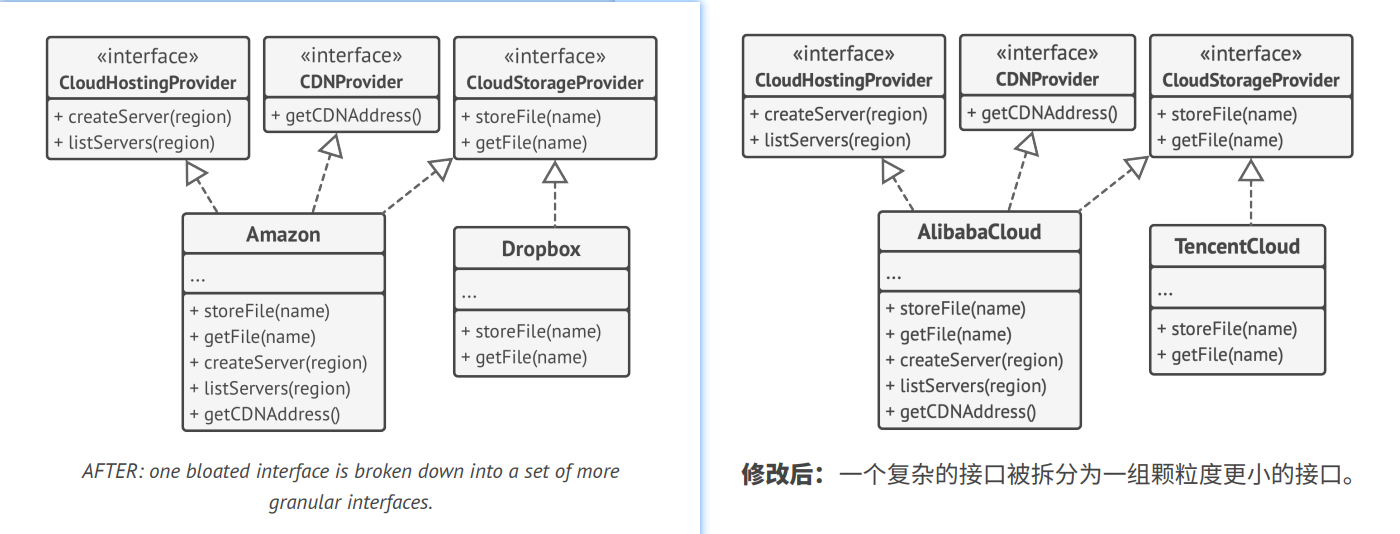 «interface»
CloudHostingProvider
+ createServer(region)
+ listServers(region)
«interface»
CDNProvider
+ getCDNAddress()
«interface»
CloudStorageProvider
+ storeFile(name)
+ getFile(name)
Amazon
...
+ storeFile(name)
+ getFile(name)
+ createServer(region)
+ listServers(region)
+ getCDNAddress()
Dropbox
...
+ storeFile(name)
+ getFile(name)
AFTER: one bloated interface is broken down into a set of more
granular interfaces.
«interface»
CloudHostingProvider
+ createServer(region)
+ listServers(region)
«interface»
CDNProvider
+ getCDNAddress()
«interface»
CloudStorageProvider
+ storeFile(name)
+ getFile(name)
AlibabaCloud
...
+ storeFile(name)
+ getFile(name)
+ createServer(region)
+ listServers(region)
+ getCDNAddress()
TencentCloud
...
+ storeFile(name)
+ getFile(name)
修改后：一个复杂的接口被拆分为一组颗粒度更小的接口。